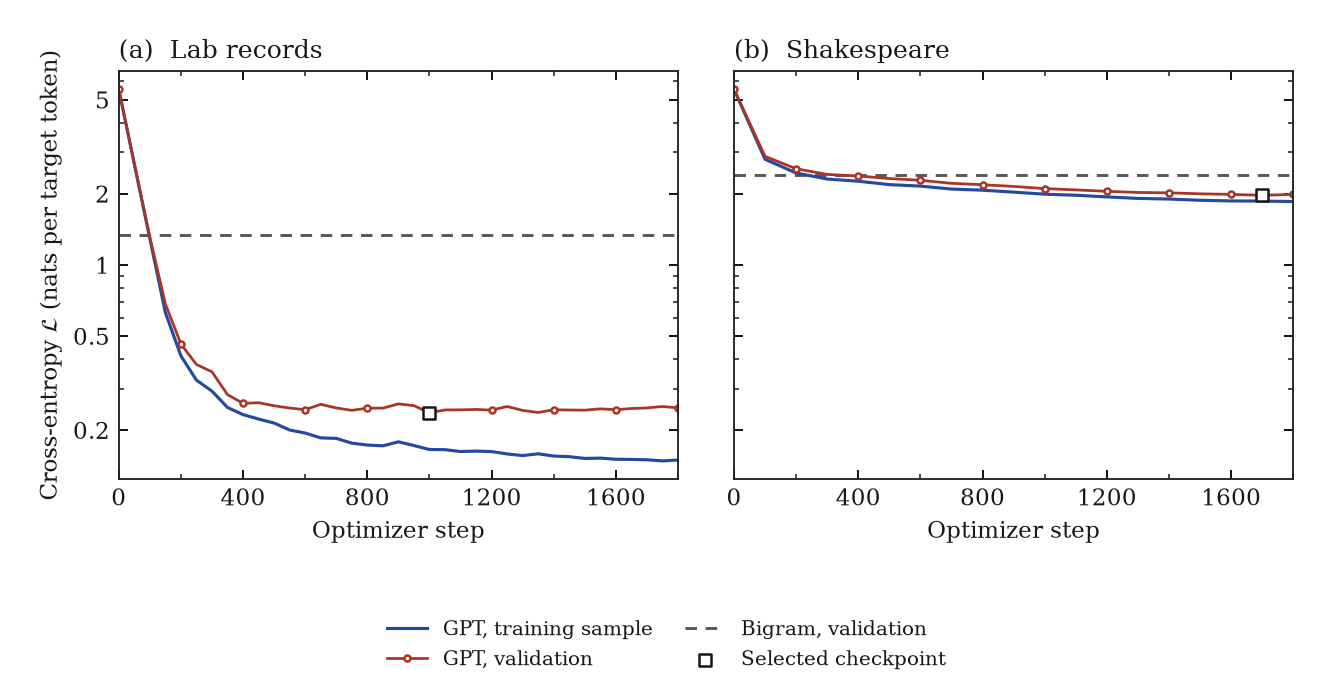 (a) Lab records
(b) Shakespeare
Cross-entropy ℒ (nats per target token)
5
2
1
0.5
0.2
0 400 800 1200 1600
0 400 800 1200 1600
Optimizer step
Optimizer step
GPT, training sample
GPT, validation
Bigram, validation
Selected checkpoint